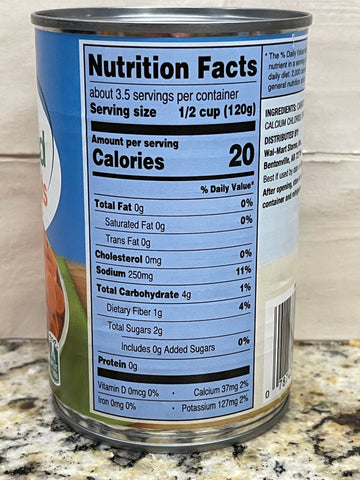 Nutrition Facts
about 3.5 servings per container
Serving size 1/2 cup (120g)
Amount per serving
Calories 20
% Daily Value*
Total Fat 0g 0%
Saturated Fat 0g 0%
Trans Fat 0g
Cholesterol 0mg 0%
Sodium 250mg 11%
Total Carbohydrate 4g 1%
Dietary Fiber 1g 4%
Total Sugars 2g
Includes 0g Added Sugars 0%
Protein 0g
Vitamin D 0mcg 0% • Calcium 37mg 2%
Iron 0mg 0% • Potassium 127mg 2%
* The % Daily Value
nutrient in a serving
daily diet. 2,000
general nutrition
INGREDIENTS:
CALCIUM
DISTRIBUTED BY:
Wal-Mart Stores,
Bentonville, AR
Best if used by
After opening,
container and
0 78